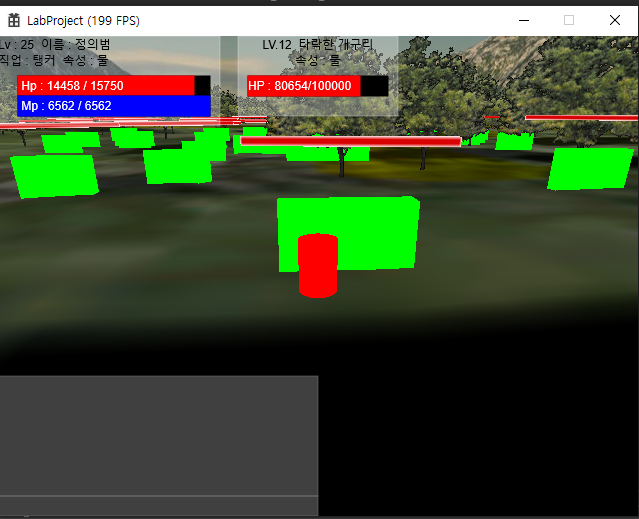 LabProject (199 FPS)
Lv : 25 이름 : 정의범
직업 : 탱커 속성 : 물
Hp : 14458 / 15750
Mp : 6562 / 6562
LV.12 타락한 개구리
속성 : 물
HP : 80654/100000